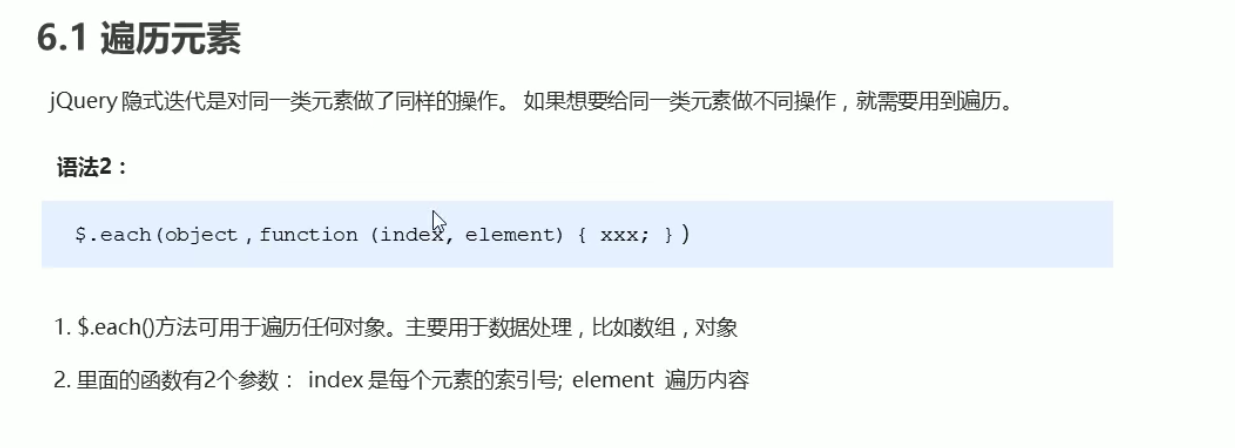 6.1 遍历元素
jQuery 隐式迭代是对同一类元素做了同样的操作。 如果想要给同一类元素做不同操作，就需要用到遍历。
语法2：
$.each(object，function (index, element) { xxx; })
1. $.each()方法可用于遍历任何对象。主要用于数据处理，比如数组，对象
2. 里面的函数有2个参数： index 是每个元素的索引号; element 遍历内容